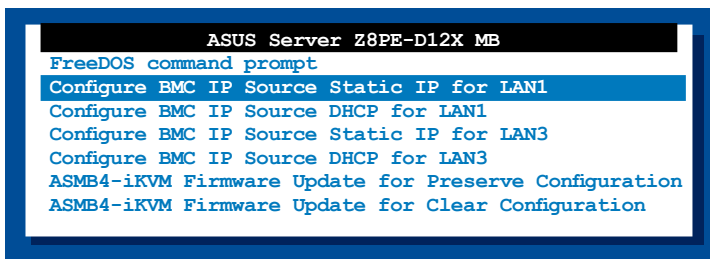 ASUS Server Z8PE-D12X MB
FreeDOS command prompt
Configure BMC IP Source Static IP for LAN1
Configure BMC IP Source DHCP for LAN1
Configure BMC IP Source Static IP for LAN3
Configure BMC IP Source DHCP for LAN3
ASMB4-iKVM Firmware Update for Preserve Configuration
ASMB4-iKVM Firmware Update for Clear Configuration